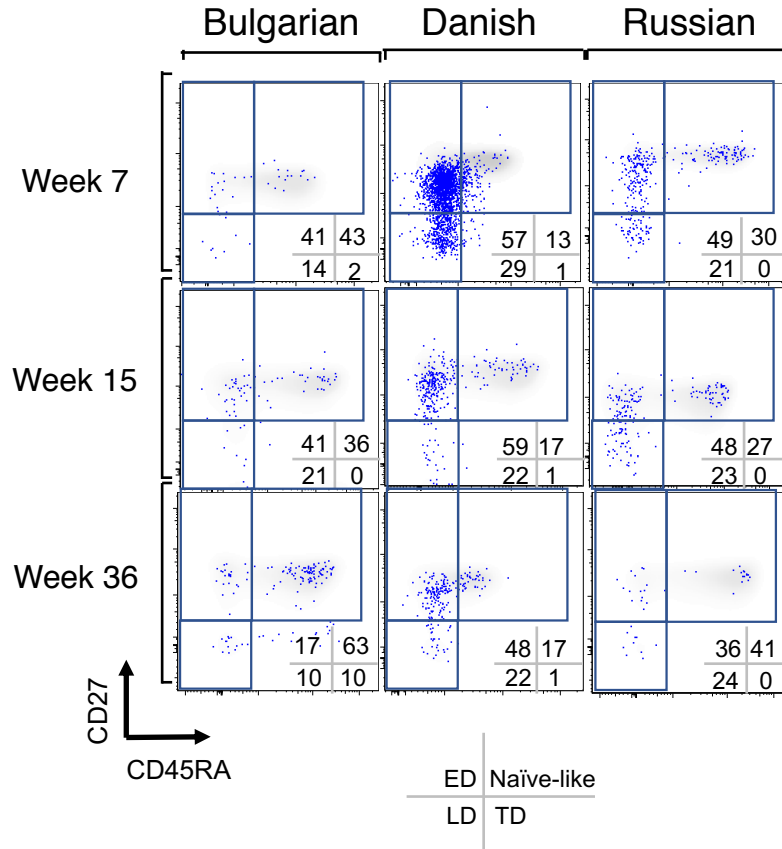 Bulgarian Danish Russian
Week 7
41 43 57 13 49 30
14 2 29 1 21 0
Week 15
41 36 59 17 48 27
21 0 22 1 23 0
Week 36
17 63 48 17 36 41
10 10 22 1 24 0
CD27
CD45RA
ED Naïve-like
LD TD